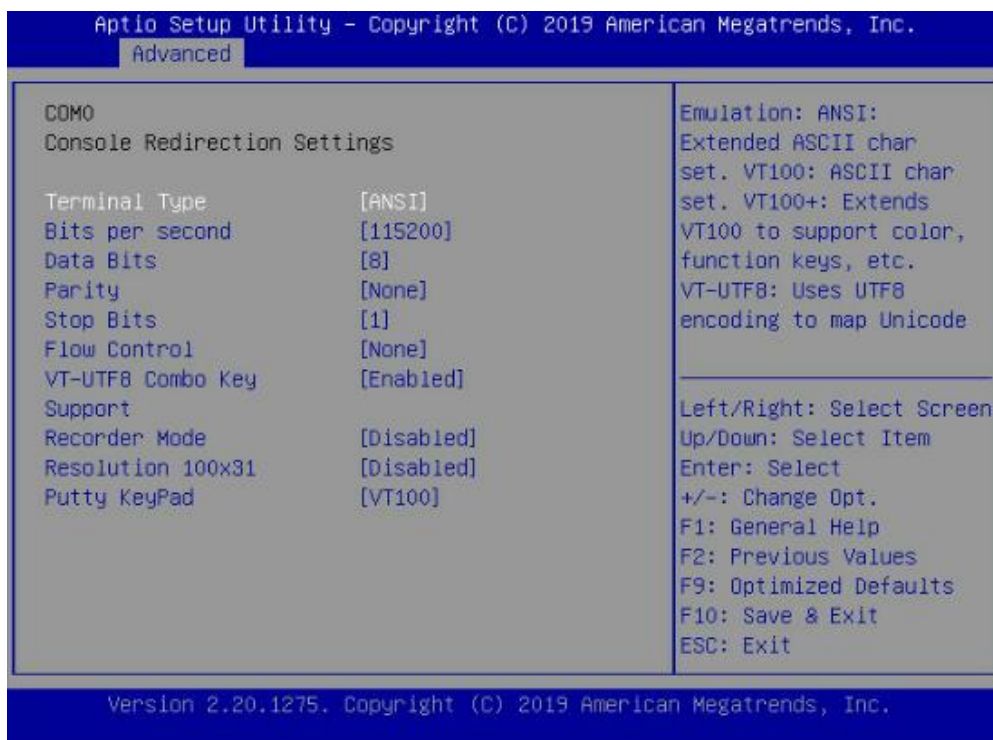 Aptio Setup Utility – Copyright (C) 2019 American Megatrends, Inc.
Advanced
COM0
Console Redirection Settings
Terminal Type [ANSI]
Bits per second [115200]
Data Bits [8]
Parity [None]
Stop Bits [1]
Flow Control [None]
VT-UTF8 Combo Key [Enabled]
Support
Recorder Mode [Disabled]
Resolution 100x31 [Disabled]
Putty KeyPad [VT100]
Emulation: ANSI:
Extended ASCII char
set. VT100: ASCII char
set. VT100+: Extends
VT100 to support color,
function keys, etc.
VT-UTF8: Uses UTF8
encoding to map Unicode
Left/Right: Select Screen
Up/Down: Select Item
Enter: Select
+/-: Change Opt.
F1: General Help
F2: Previous Values
F9: Optimized Defaults
F10: Save & Exit
ESC: Exit
Version 2.20.1275. Copyright (C) 2019 American Megatrends, Inc.